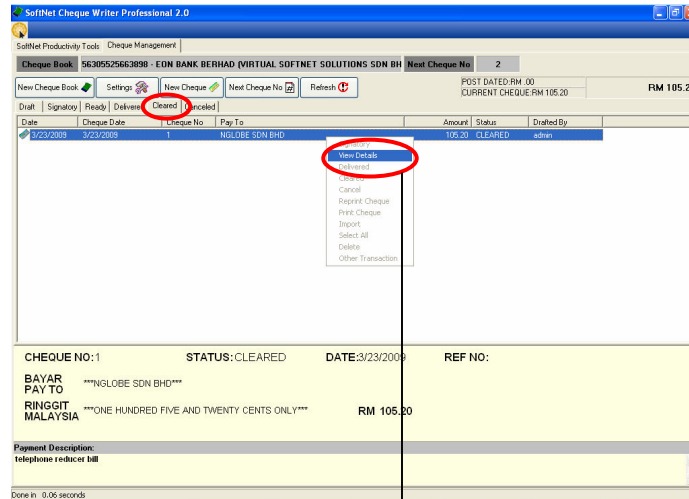 SoftNet Cheque Writer Professional 2.0
SoftNet Productivity Tools Cheque Management
Cheque Book 56305525663898 - EON BANK BERHAD (VIRTUAL SOFTNET SOLUTIONS SDN BH Next Cheque No 2
New Cheque Book Settings New Cheque Next Cheque No Refresh POST DATED:RM .00
CURRENT CHEQUE:RM 105.20 RM 105.2
Draft Signatory Ready Delivere Cleared Canceled
Date Cheque Date Cheque No Pay To Amount Status Drafted By
3/23/2009 3/23/2009 1 NGLOBE SDN BHD 105.20 CLEARED admin
Signatory
View Details
Delivered
Cleared
Cancel
Reprint Cheque
Print Cheque
Import
Select All
Delete
Other Transaction
CHEQUE NO:1 STATUS:CLEARED DATE:3/23/2009 REF NO:
BAYAR
PAY TO ***NGLOBE SDN BHD***
RINGGIT
MALAYSIA ***ONE HUNDRED FIVE AND TWENTY CENTS ONLY*** RM 105.20
Payment Description:
telephone reducer bill
Done in 0.06 seconds